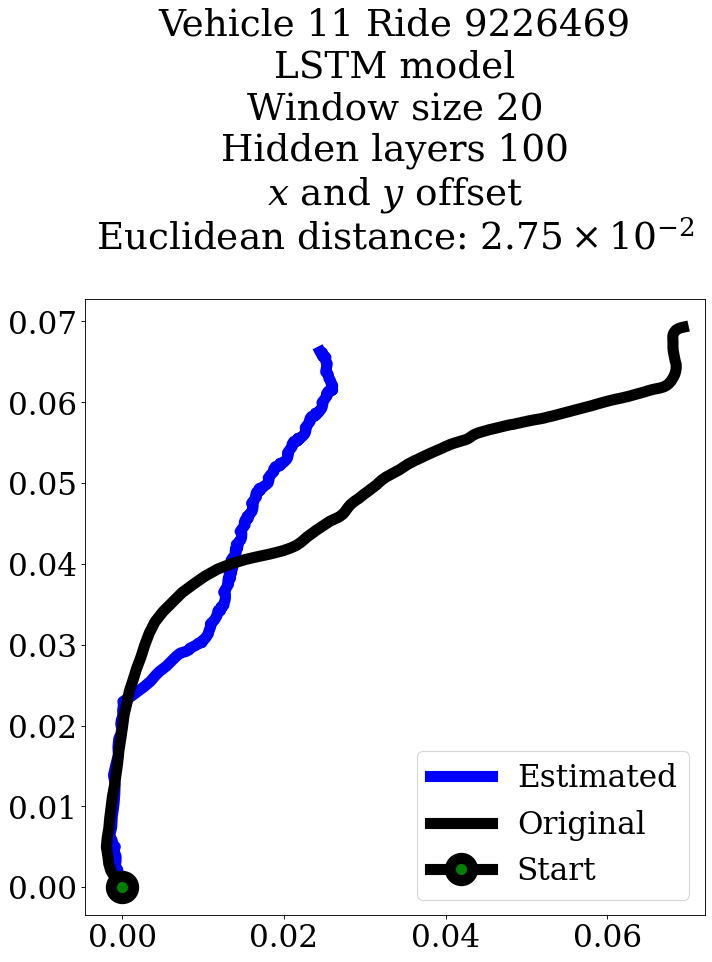 Vehicle 11 Ride 9226469
LSTM model
Window size 20
Hidden layers 100
x and y offset
Euclidean distance: 2.75 × 10⁻²
0.07
0.06
0.05
0.04
0.03
0.02
0.01
0.00
Estimated
Original
Start
0.00 0.02 0.04 0.06